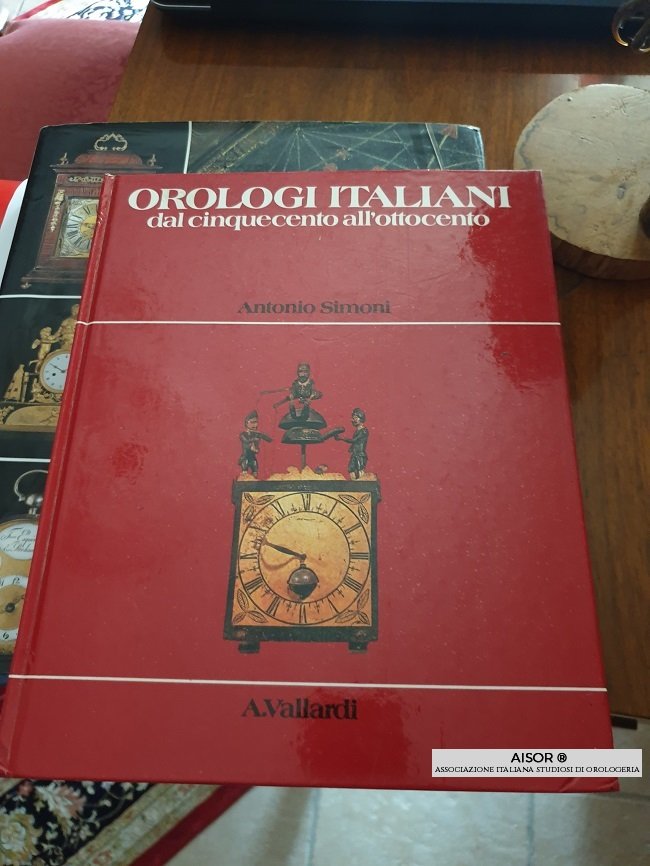 OROLOGI ITALIANI
dal cinquecento all'ottocento
Antonio Simoni
A.Vallardi
AISOR ®
ASSOCIAZIONE ITALIANA STUDIOSI DI OROLOGERIA